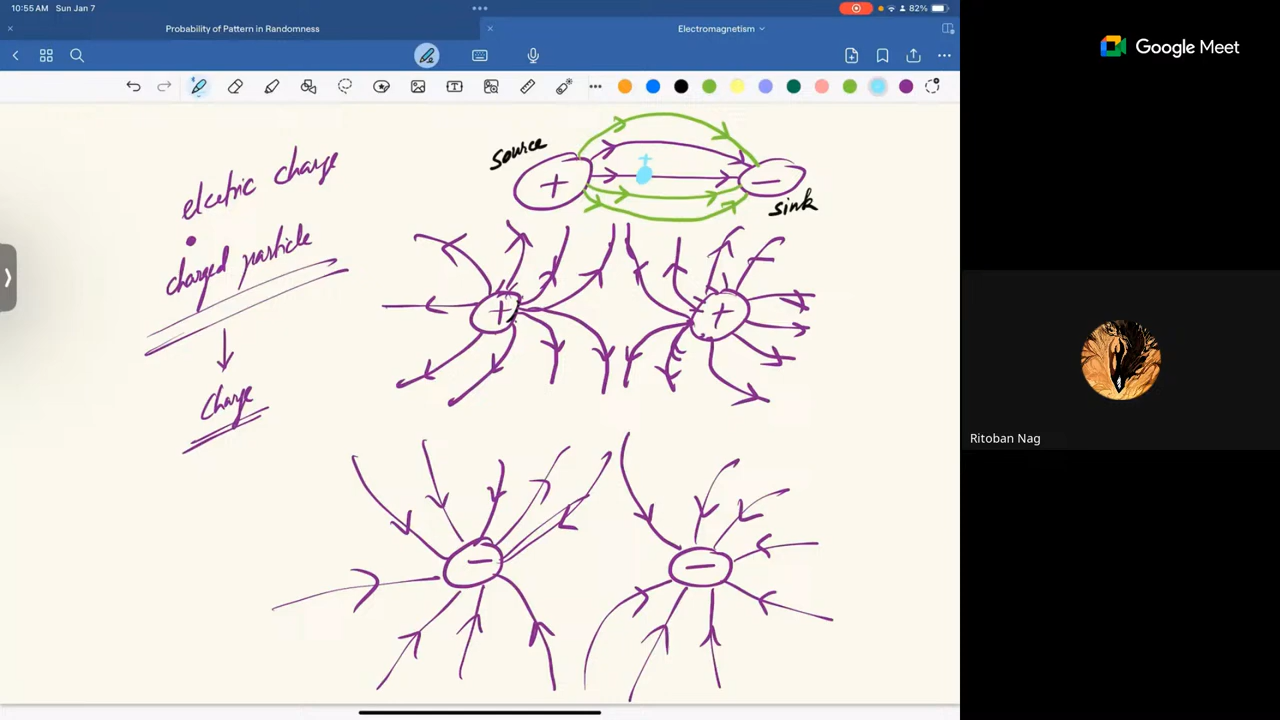 10:55 AM Sun Jan 7
82%
Probability of Pattern in Randomness
Electromagnetism
Google Meet
source
+
+
−
sink
electric charge
charged particle
charge
+
+
−
−
Ritoban Nag